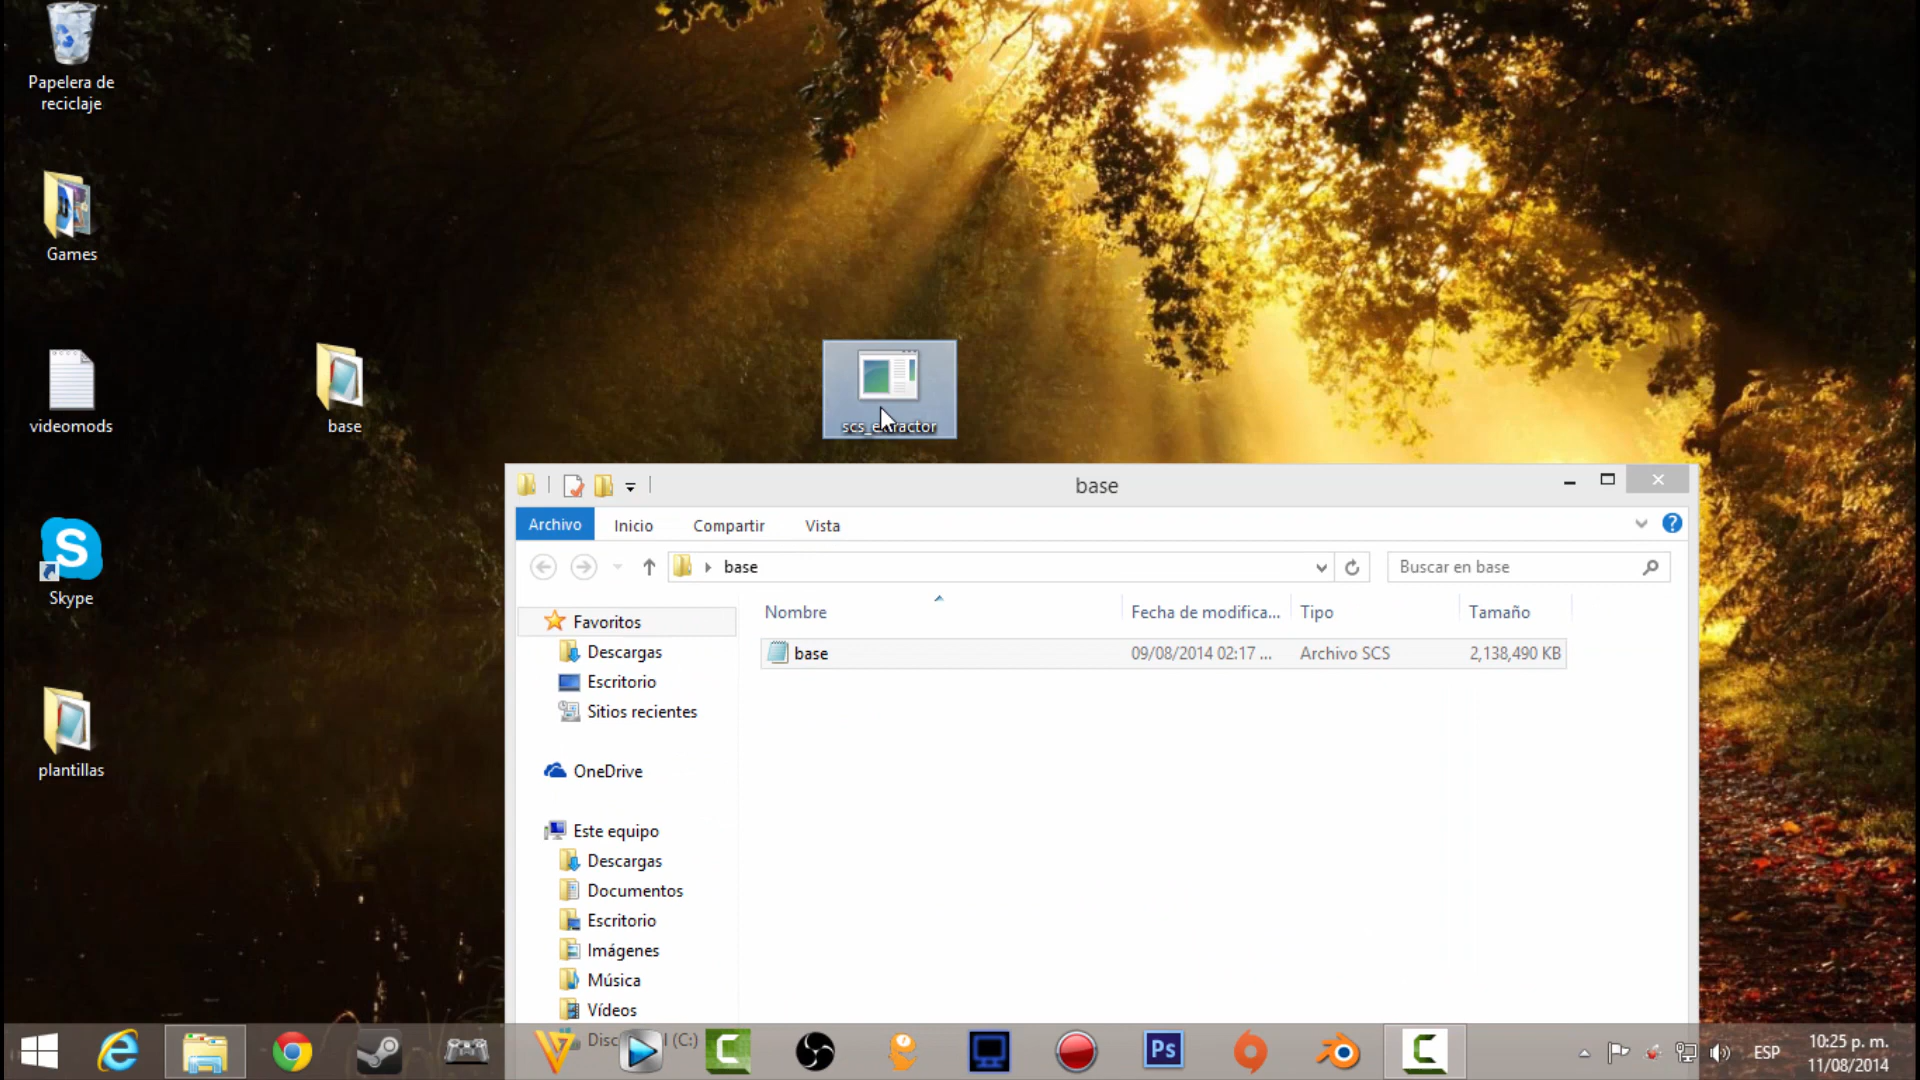 Papelera de
reciclaje
Games
videomods
base
scs_extractor
Skype
plantillas
base
Archivo
Inicio
Compartir
Vista
base
Buscar en base
Nombre
Fecha de modifica...
Tipo
Tamaño
base
09/08/2014 02:17 ...
Archivo SCS
2,138,490 KB
Favoritos
Descargas
Escritorio
Sitios recientes
OneDrive
Este equipo
Descargas
Documentos
Escritorio
Imágenes
Música
Vídeos
(C:)
Ps
ESP
10:25 p. m.
11/08/2014